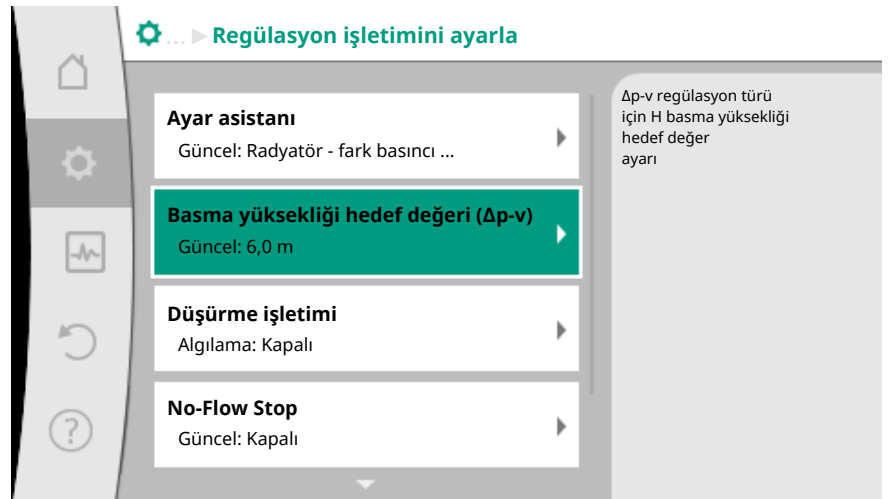 ... ▶ Regülasyon işletimini ayarla
Ayar asistanı
Güncel: Radyatör - fark basıncı ...
Basma yüksekliği hedef değeri (Δp-v)
Güncel: 6,0 m
Düşürme işletimi
Algılama: Kapalı
No-Flow Stop
Güncel: Kapalı
Δp-v regülasyon türü
için H basma yüksekliği
hedef değer
ayarı
?